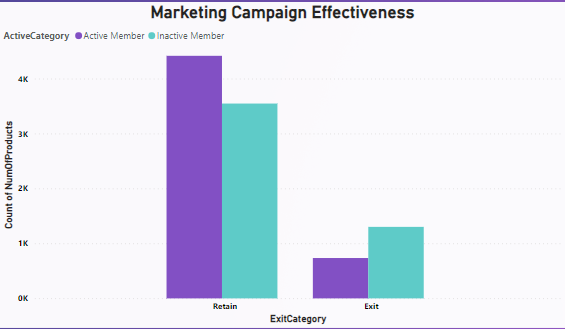 Marketing Campaign Effectiveness
ActiveCategory Active Member Inactive Member
Count of NumOfProducts
4K
3K
2K
1K
0K
Retain Exit
ExitCategory